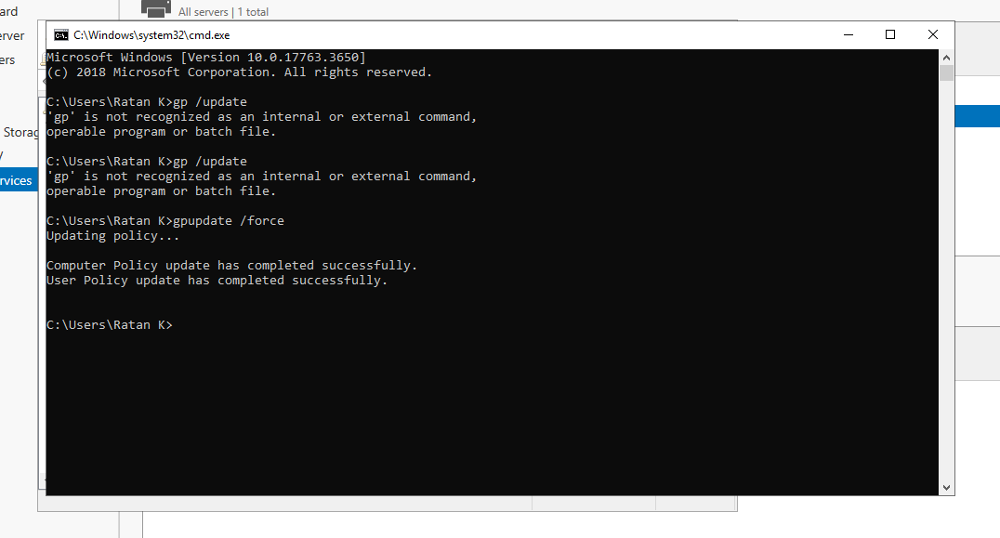 ard
All servers | 1 total
erver
C:\Windows\system32\cmd.exe
ers
Microsoft Windows [Version 10.0.17763.3650]
(c) 2018 Microsoft Corporation. All rights reserved.
C:\Users\Ratan K>gp /update
'gp' is not recognized as an internal or external command,
operable program or batch file.
Storag
C:\Users\Ratan K>gp /update
'gp' is not recognized as an internal or external command,
operable program or batch file.
rvices
C:\Users\Ratan K>gpupdate /force
Updating policy...
Computer Policy update has completed successfully.
User Policy update has completed successfully.
C:\Users\Ratan K>